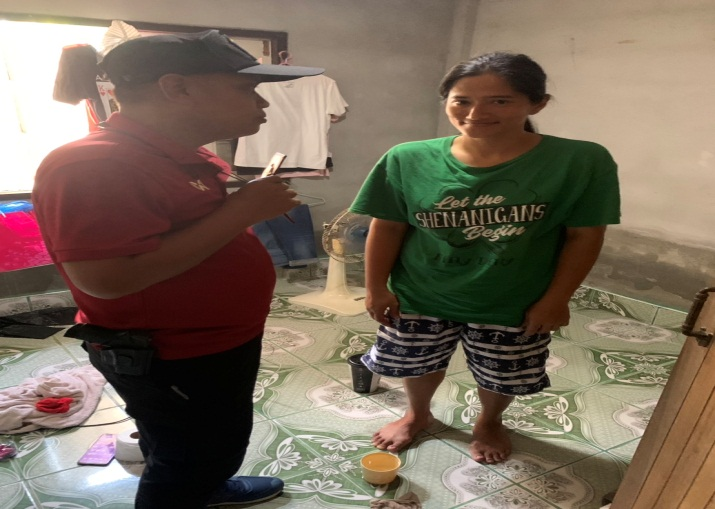 Let the
SHENANIGANS
Begin